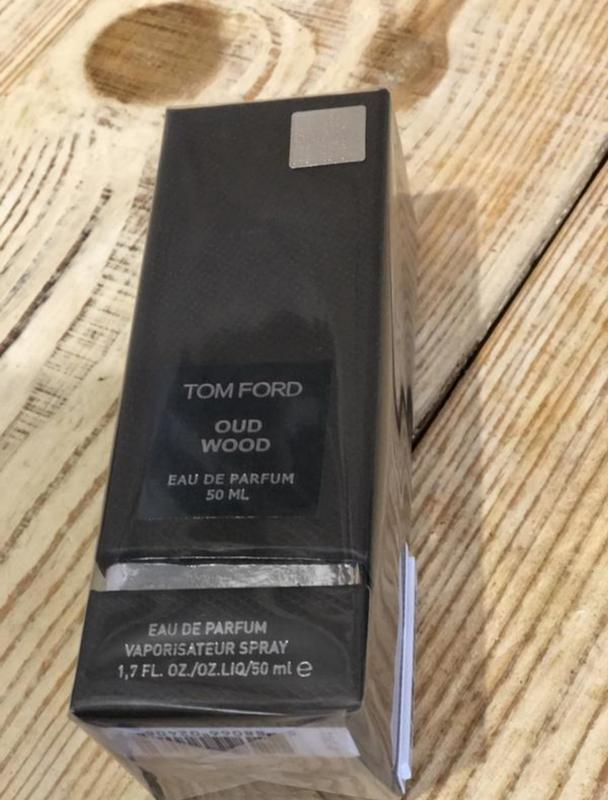 TOM FORD
OUD
WOOD
EAU DE PARFUM
50 ML
EAU DE PARFUM
VAPORISATEUR SPRAY
1,7 FL. OZ./OZ.LIQ/50 ml ℮